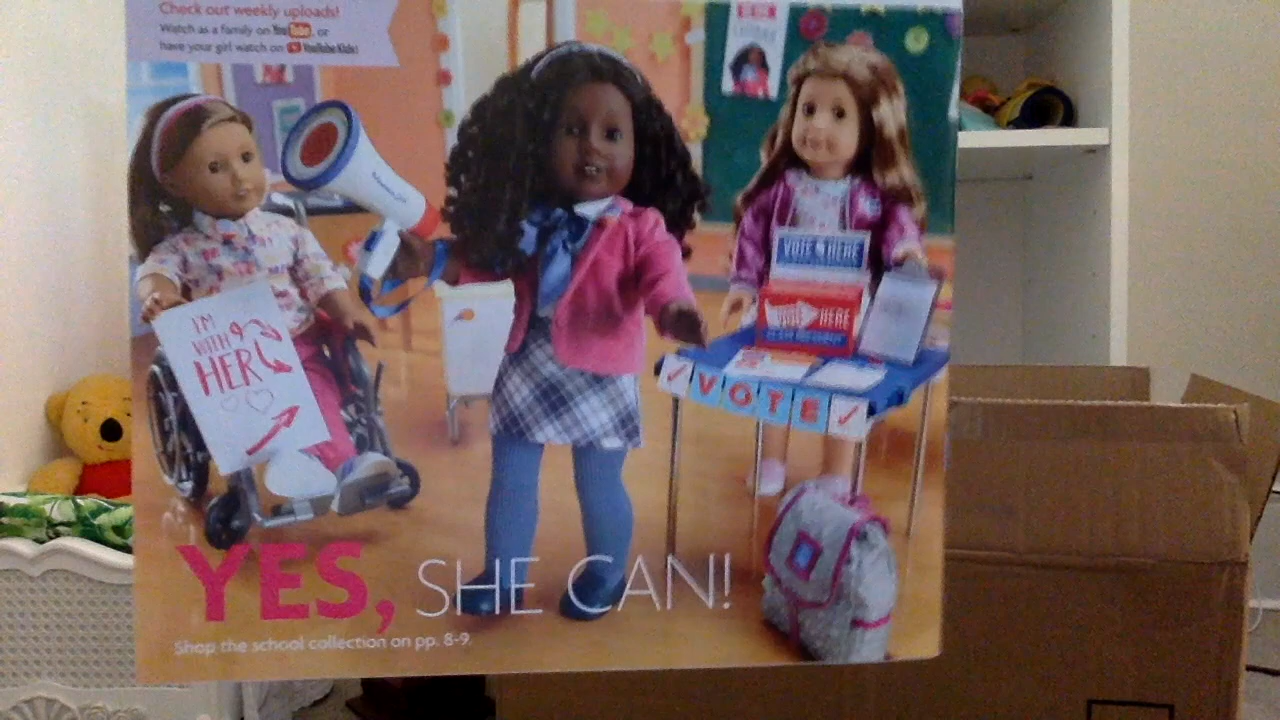 Check out weekly uploads!
Watch as a family on YouTube, or
have your girl watch on YouTube Kids!
I'M
WITH
HER
VOTE HERE
VOTE HERE
VOTE
YES, SHE CAN!
Shop the school collection on pp. 8-9.